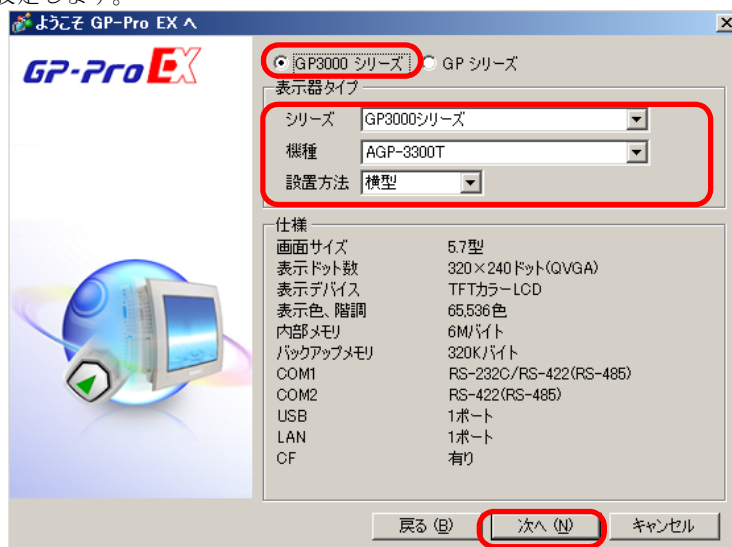 設定します。
ようこそ GP-Pro EX へ
GP-Pro EX
GP3000 シリーズ GP シリーズ
表示器タイプ
シリーズ GP3000シリーズ
機種 AGP-3300T
設置方法 横型
仕様
画面サイズ 5.7型
表示ドット数 320×240ドット(QVGA)
表示デバイス TFTカラーLCD
表示色、階調 65,536色
内部メモリ 6Mバイト
バックアップメモリ 320Kバイト
COM1 RS-232C/RS-422(RS-485)
COM2 RS-422(RS-485)
USB 1ポート
LAN 1ポート
CF 有り
戻る (B) 次へ (N) キャンセル